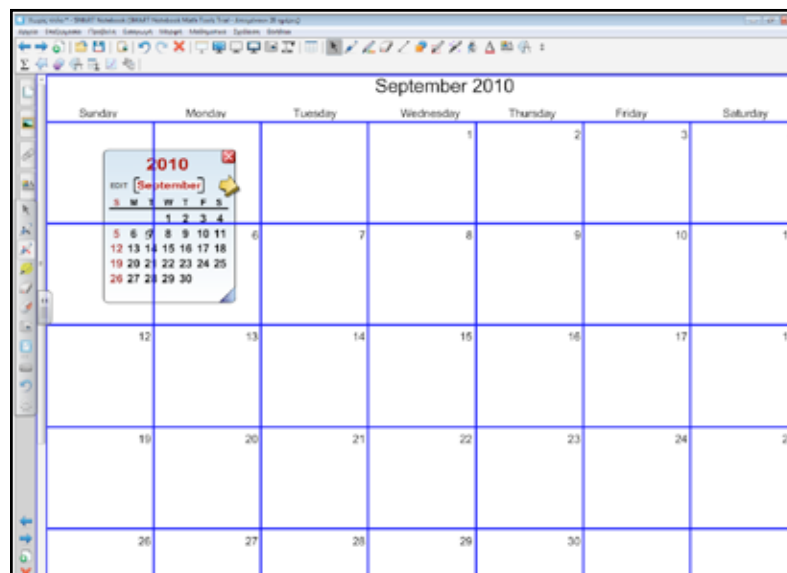 September 2010
Sunday Monday Tuesday Wednesday Thursday Friday Saturday
1 2 3
2010
EDIT [September]
S M T W T F S
1 2 3 4
5 6 7 8 9 10 11
12 13 14 15 16 17 18
19 20 21 22 23 24 25
26 27 28 29 30
6 7 8 9 10
12 13 14 15 16 17
19 20 21 22 23 24
26 27 28 29 30